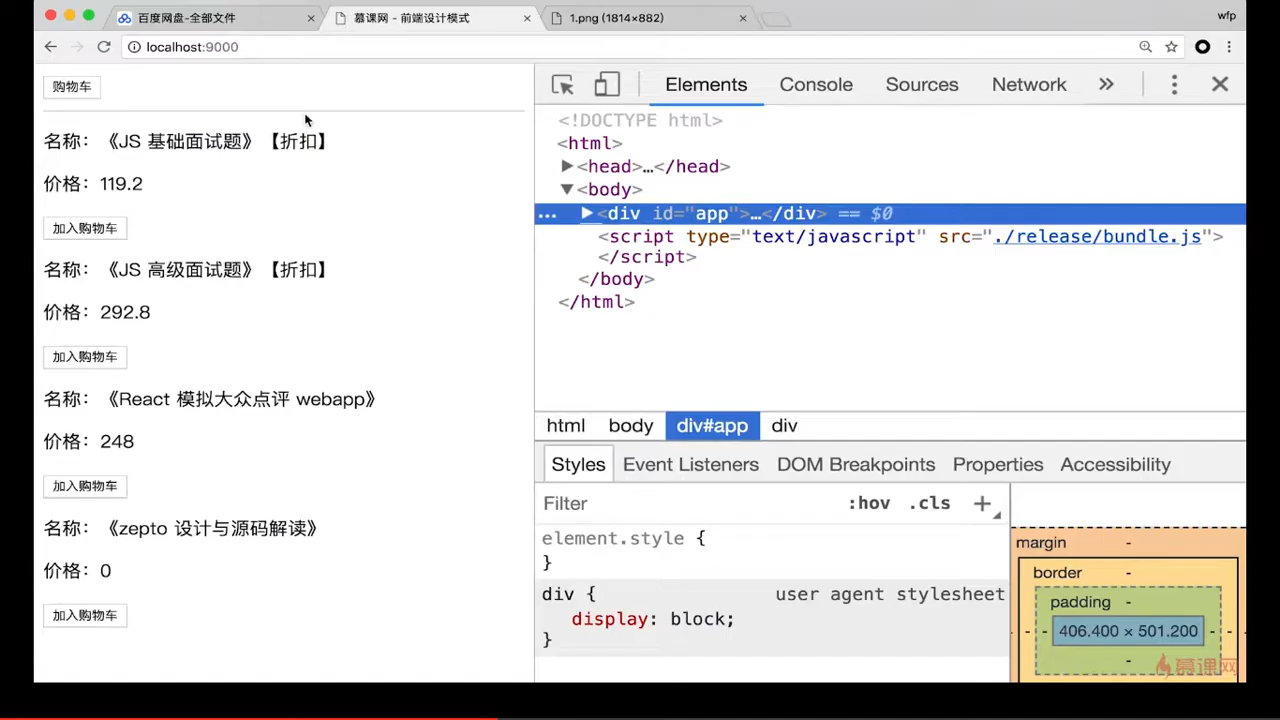 百度网盘-全部文件
慕课网 - 前端设计模式
1.png (1814×882)
wfp
localhost:9000
购物车
名称：《JS 基础面试题》【折扣】
价格：119.2
加入购物车
名称：《JS 高级面试题》【折扣】
价格：292.8
加入购物车
名称：《React 模拟大众点评 webapp》
价格：248
加入购物车
名称：《zepto 设计与源码解读》
价格：0
加入购物车
Elements Console Sources Network »
<!DOCTYPE html>
<html>
▶<head>…</head>
▼<body>
… ▶<div id="app">…</div> == $0
<script type="text/javascript" src="./release/bundle.js">
</script>
</body>
</html>
html body div#app div
Styles Event Listeners DOM Breakpoints Properties Accessibility
Filter :hov .cls +
element.style {
}
div { user agent stylesheet
display: block;
}
margin -
border -
padding -
- - 406.400 × 501.200 - -
-
慕课网